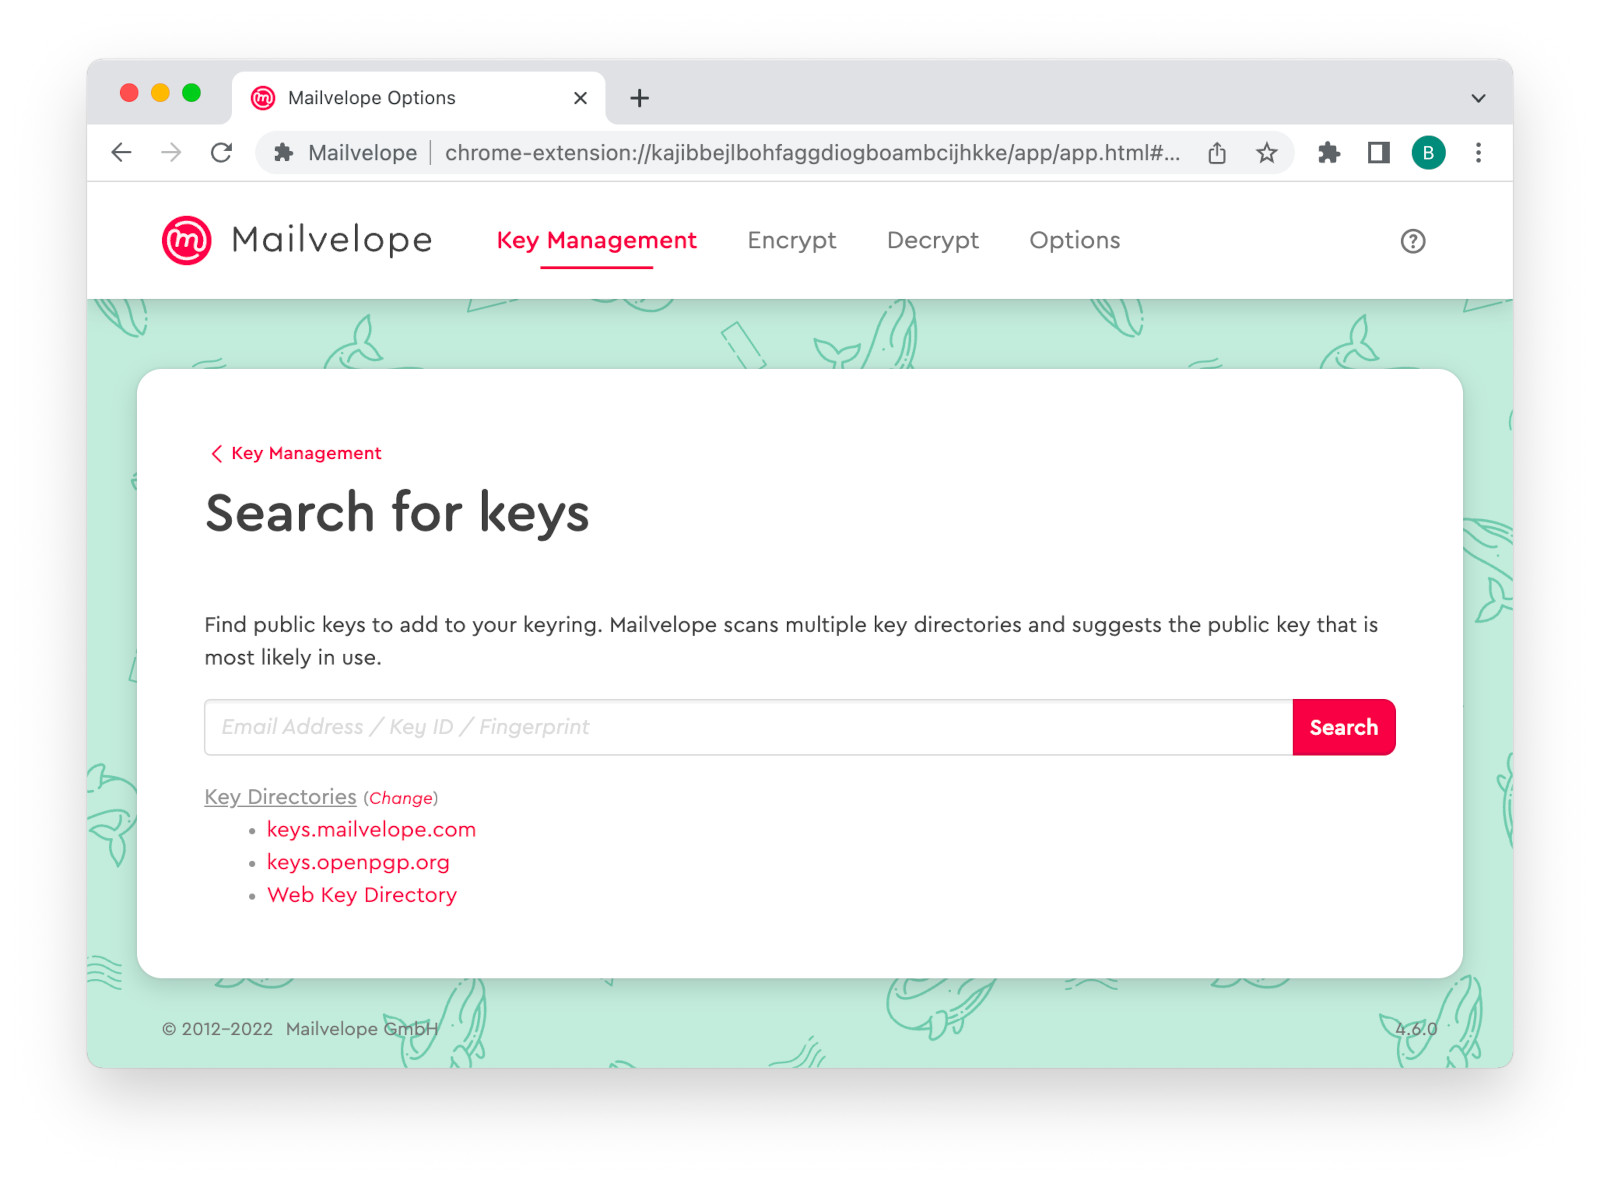 Mailvelope Options
Mailvelope
chrome-extension://kajibbejlbohfaggdiogboambcijhkke/app/app.html#...
B
Mailvelope
Key Management
Encrypt
Decrypt
Options
?
Key Management
Search for keys
Find public keys to add to your keyring. Mailvelope scans multiple key directories and suggests the public key that is
most likely in use.
Email Address / Key ID / Fingerprint
Search
Key Directories (Change)
• keys.mailvelope.com
• keys.openpgp.org
• Web Key Directory
© 2012–2022 Mailvelope GmbH
4.6.0